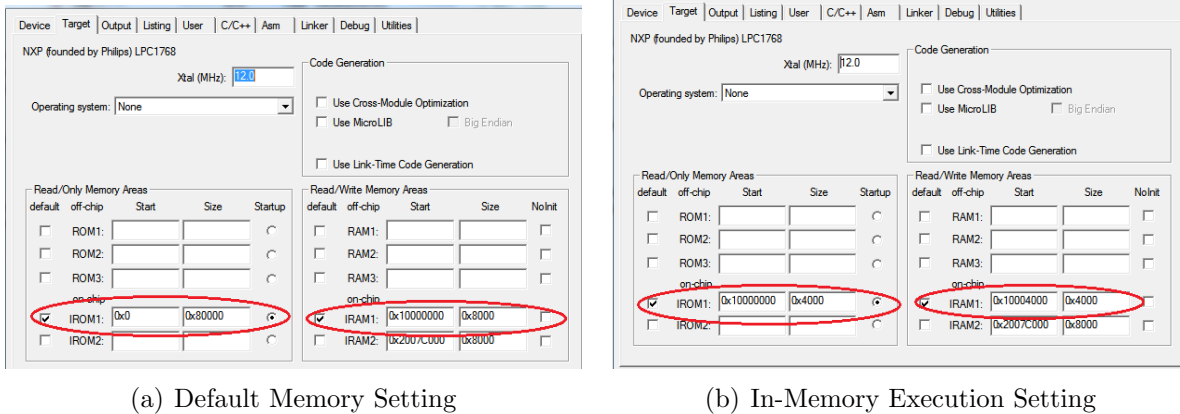 Device Target Output Listing User C/C++ Asm Linker Debug Utilities
NXP (founded by Philips) LPC1768
Xtal (MHz): 12.0
Operating system: None
Code Generation
Use Cross-Module Optimization
Use MicroLIB Big Endian
Use Link-Time Code Generation
Read/Only Memory Areas
default off-chip Start Size Startup
ROM1:
ROM2:
ROM3:
on-chip
IROM1: 0x0 0x80000
IROM2:
Read/Write Memory Areas
default off-chip Start Size NoInit
RAM1:
RAM2:
RAM3:
on-chip
IRAM1: 0x10000000 0x8000
IRAM2: 0x2007C000 0x8000
(a) Default Memory Setting
Device Target Output Listing User C/C++ Asm Linker Debug Utilities
NXP (founded by Philips) LPC1768
Xtal (MHz): 12.0
Operating system: None
Code Generation
Use Cross-Module Optimization
Use MicroLIB Big Endian
Use Link-Time Code Generation
Read/Only Memory Areas
default off-chip Start Size Startup
ROM1:
ROM2:
ROM3:
on-chip
IROM1: 0x10000000 0x4000
IROM2:
Read/Write Memory Areas
default off-chip Start Size NoInit
RAM1:
RAM2:
RAM3:
on-chip
IRAM1: 0x10004000 0x4000
IRAM2: 0x2007C000 0x8000
(b) In-Memory Execution Setting